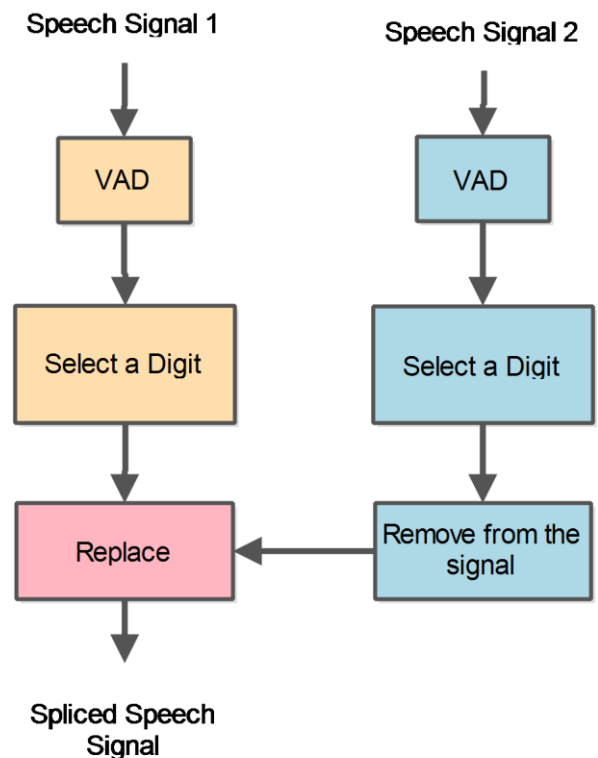 Speech Signal 1
Speech Signal 2
VAD
VAD
Select a Digit
Select a Digit
Replace
Remove from the
signal
Spliced Speech
Signal